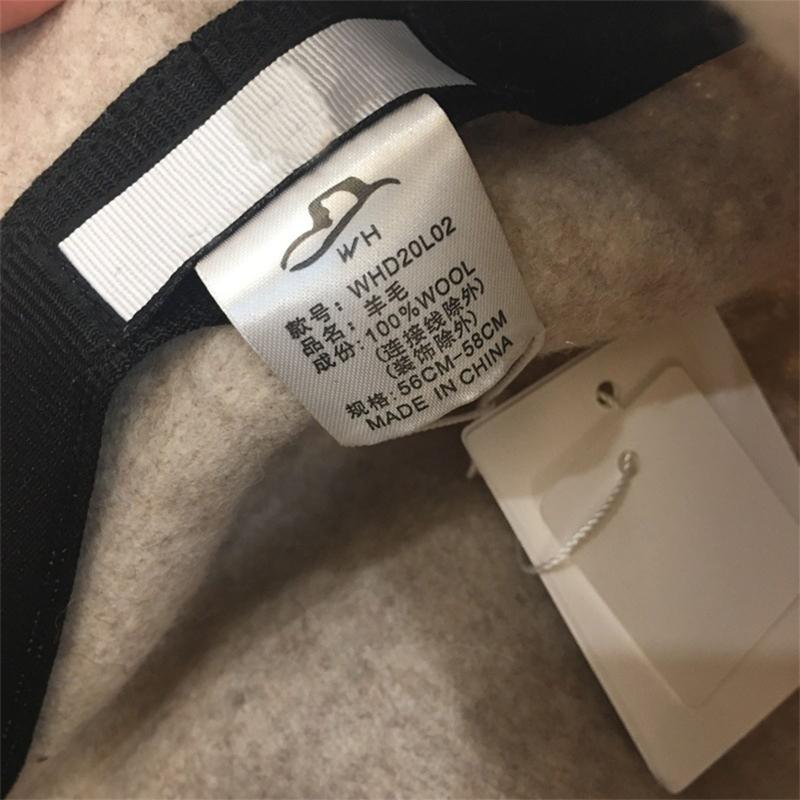 WH
款号: WHD20L02
品名: 羊毛
成份: 100%WOOL
(连接线除外)
(装饰除外)
规格: 56CM-58CM
MADE IN CHINA